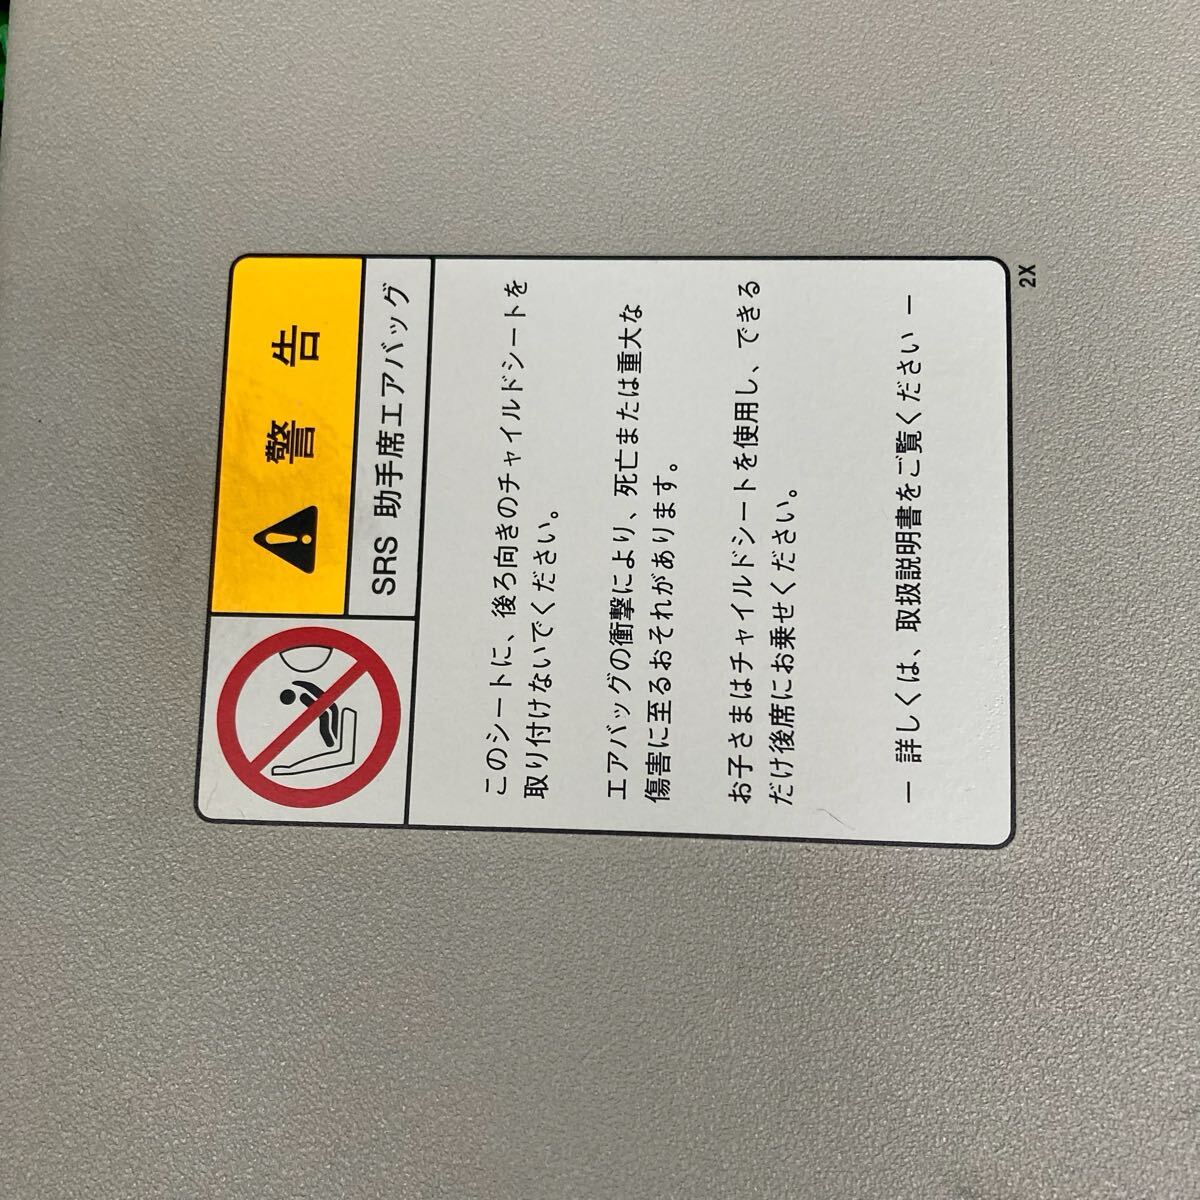 警告
SRS 助手席エアバッグ
このシートに、後ろ向きのチャイルドシートを
取り付けないでください。
エアバッグの衝撃により、死亡または重大な
傷害に至るおそれがあります。
お子さまはチャイルドシートを使用し、できる
だけ後席にお乗せください。
― 詳しくは、取扱説明書をご覧ください ―
2X